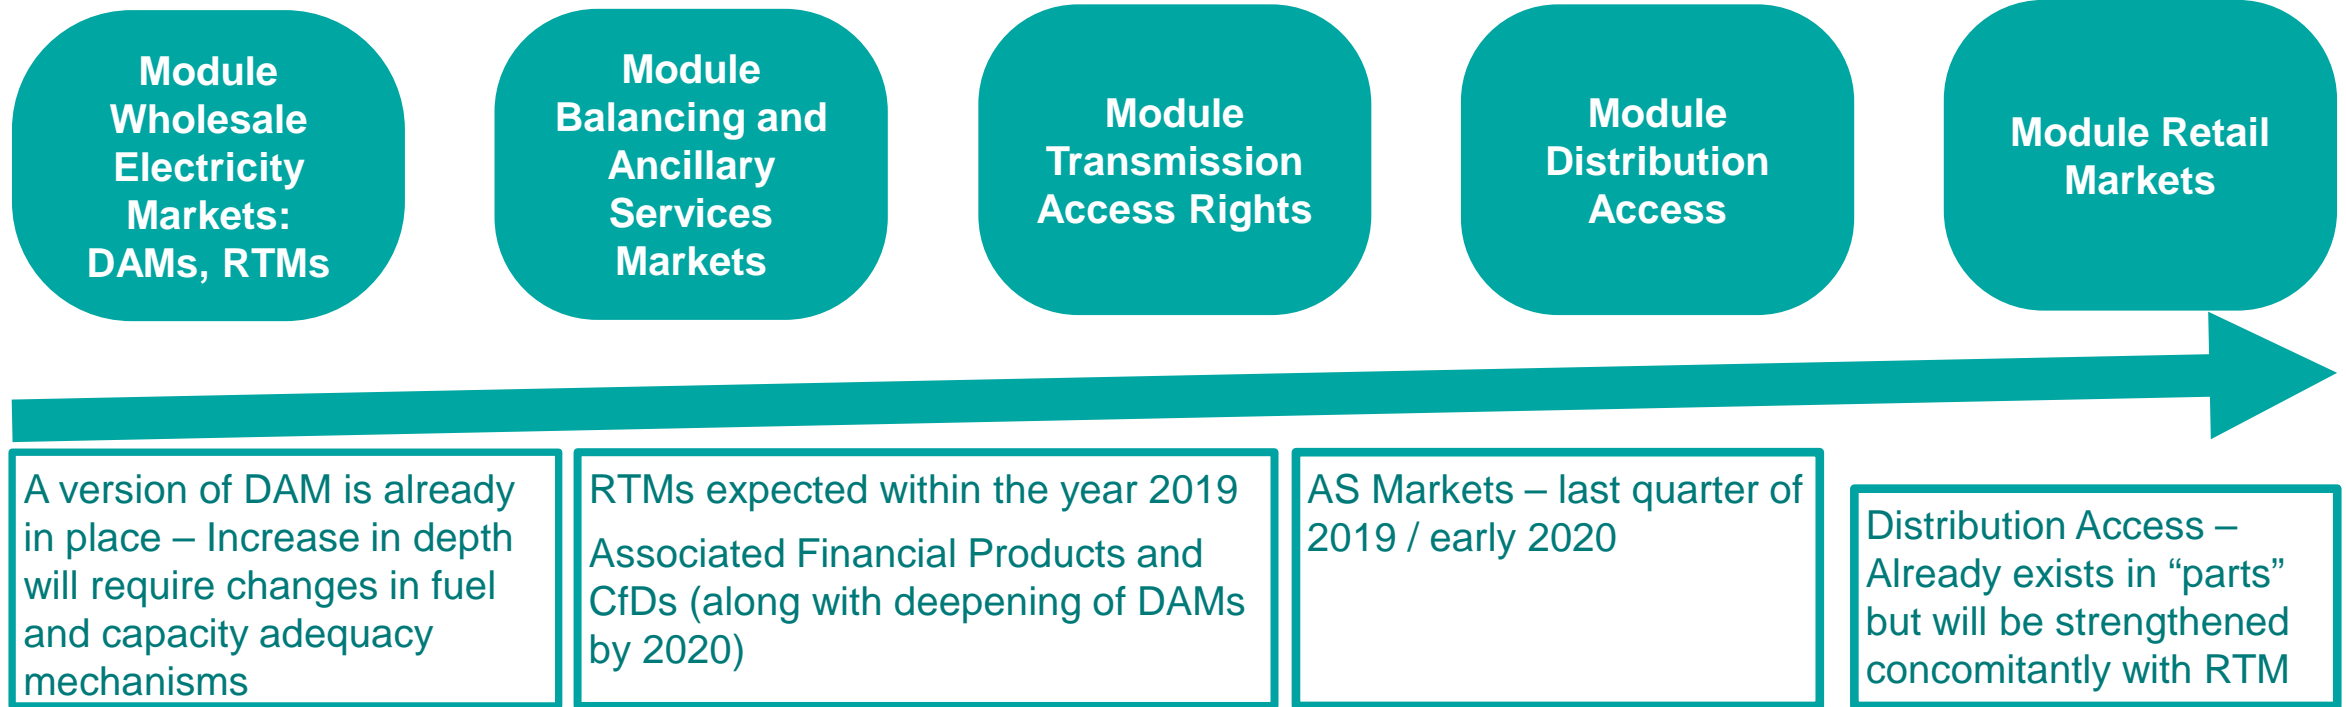 Module
Wholesale
Electricity
Markets:
DAMs, RTMs
Module
Balancing and
Ancillary
Services
Markets
Module
Transmission
Access Rights
Module
Distribution
Access
Module Retail
Markets
A version of DAM is already
in place – Increase in depth
will require changes in fuel
and capacity adequacy
mechanisms
RTMs expected within the year 2019
Associated Financial Products and
CfDs (along with deepening of DAMs
by 2020)
AS Markets – last quarter of
2019 / early 2020
Distribution Access –
Already exists in “parts”
but will be strengthened
concomitantly with RTM